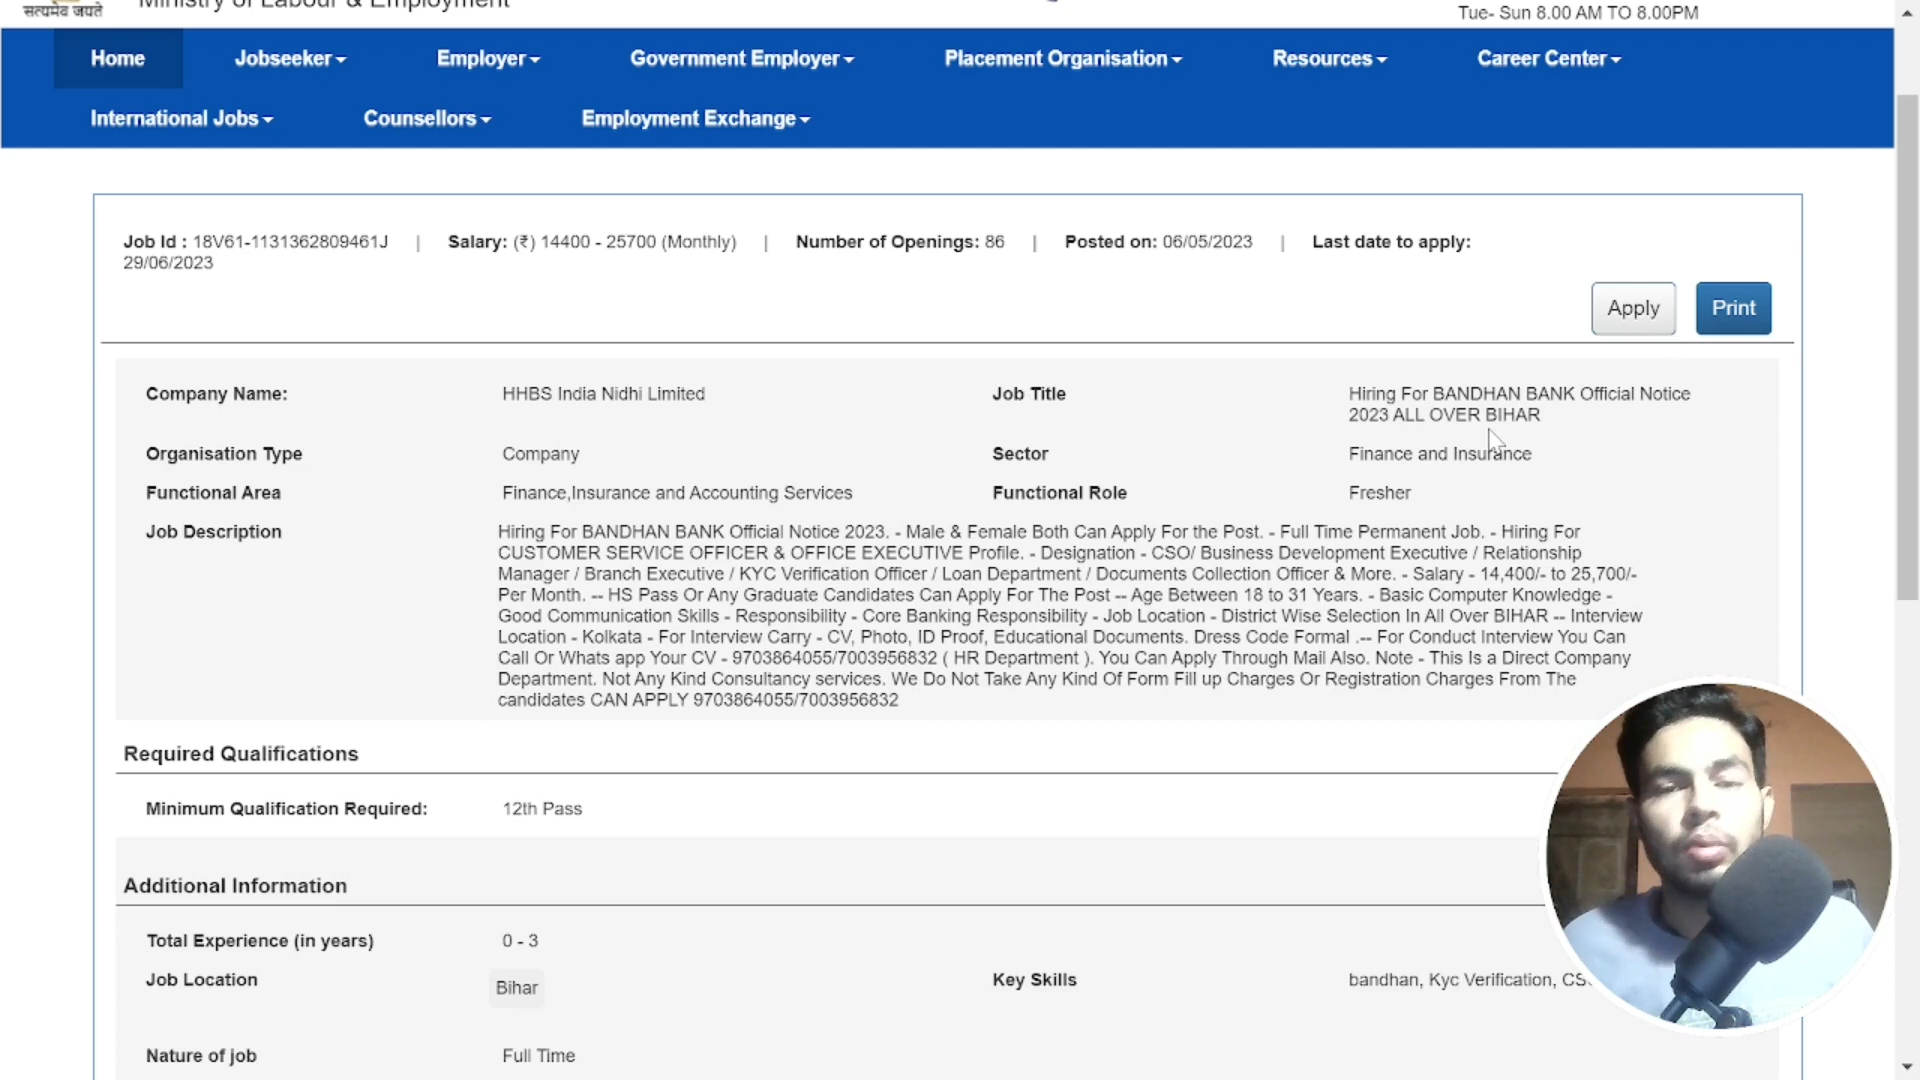 सत्यमेव जयते
Ministry of Labour & Employment
Tue- Sun 8.00 AM TO 8.00PM
Home Jobseeker Employer Government Employer Placement Organisation Resources Career Center
International Jobs Counsellors Employment Exchange
Job Id : 18V61-1131362809461J | Salary: (₹) 14400 - 25700 (Monthly) | Number of Openings: 86 | Posted on: 06/05/2023 | Last date to apply:
29/06/2023
Apply Print
Company Name: HHBS India Nidhi Limited Job Title Hiring For BANDHAN BANK Official Notice
2023 ALL OVER BIHAR
Organisation Type Company Sector Finance and Insurance
Functional Area Finance,Insurance and Accounting Services Functional Role Fresher
Job Description Hiring For BANDHAN BANK Official Notice 2023. - Male & Female Both Can Apply For the Post. - Full Time Permanent Job. - Hiring For
CUSTOMER SERVICE OFFICER & OFFICE EXECUTIVE Profile. - Designation - CSO/ Business Development Executive / Relationship
Manager / Branch Executive / KYC Verification Officer / Loan Department / Documents Collection Officer & More. - Salary - 14,400/- to 25,700/-
Per Month. -- HS Pass Or Any Graduate Candidates Can Apply For The Post -- Age Between 18 to 31 Years. - Basic Computer Knowledge -
Good Communication Skills - Responsibility - Core Banking Responsibility - Job Location - District Wise Selection In All Over BIHAR -- Interview
Location - Kolkata - For Interview Carry - CV, Photo, ID Proof, Educational Documents. Dress Code Formal .-- For Conduct Interview You Can
Call Or Whats app Your CV - 9703864055/7003956832 ( HR Department ). You Can Apply Through Mail Also. Note - This Is a Direct Company
Department. Not Any Kind Consultancy services. We Do Not Take Any Kind Of Form Fill up Charges Or Registration Charges From The
candidates CAN APPLY 9703864055/7003956832
Required Qualifications
Minimum Qualification Required: 12th Pass
Additional Information
Total Experience (in years) 0 - 3
Job Location Bihar Key Skills bandhan, Kyc Verification,
Nature of job Full Time